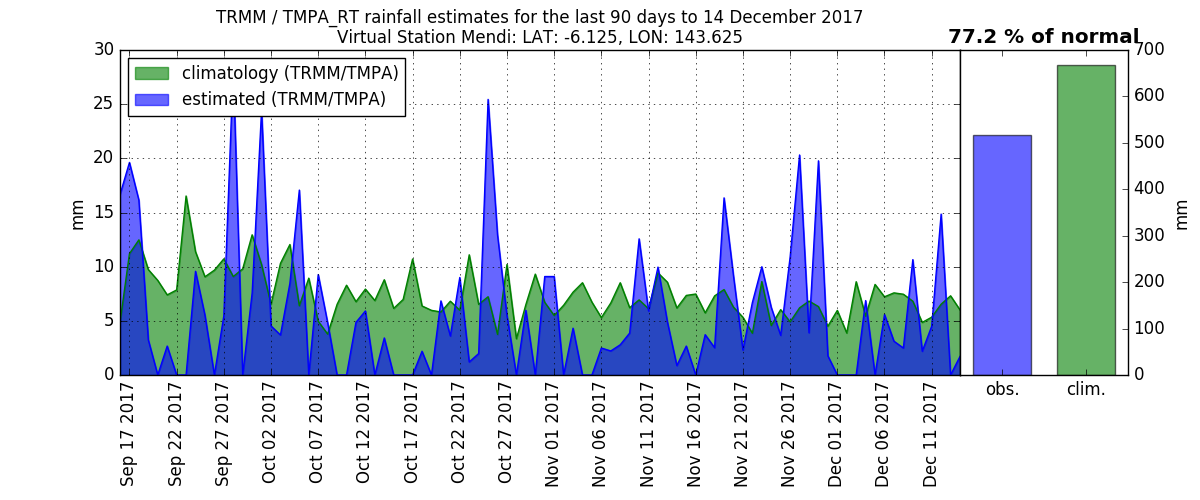 TRMM / TMPA_RT rainfall estimates for the last 90 days to 14 December 2017
Virtual Station Mendi: LAT: -6.125, LON: 143.625
77.2 % of normal
climatology (TRMM/TMPA)
estimated (TRMM/TMPA)
mm
30
25
20
15
10
5
0
Sep 17 2017
Sep 22 2017
Sep 27 2017
Oct 02 2017
Oct 07 2017
Oct 12 2017
Oct 17 2017
Oct 22 2017
Oct 27 2017
Nov 01 2017
Nov 06 2017
Nov 11 2017
Nov 16 2017
Nov 21 2017
Nov 26 2017
Dec 01 2017
Dec 06 2017
Dec 11 2017
obs.
clim.
700
600
500
400
300
200
100
0
mm